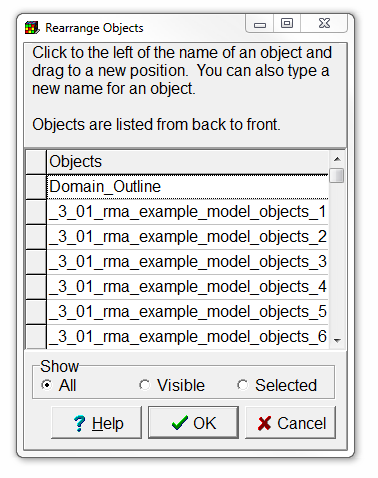 Rearrange Objects
Click to the left of the name of an object and
drag to a new position. You can also type a
new name for an object.
Objects are listed from back to front.
Objects
Domain_Outline
_3_01_rma_example_model_objects_1
_3_01_rma_example_model_objects_2
_3_01_rma_example_model_objects_3
_3_01_rma_example_model_objects_4
_3_01_rma_example_model_objects_5
_3_01_rma_example_model_objects_6
Show
All Visible Selected
Help OK Cancel